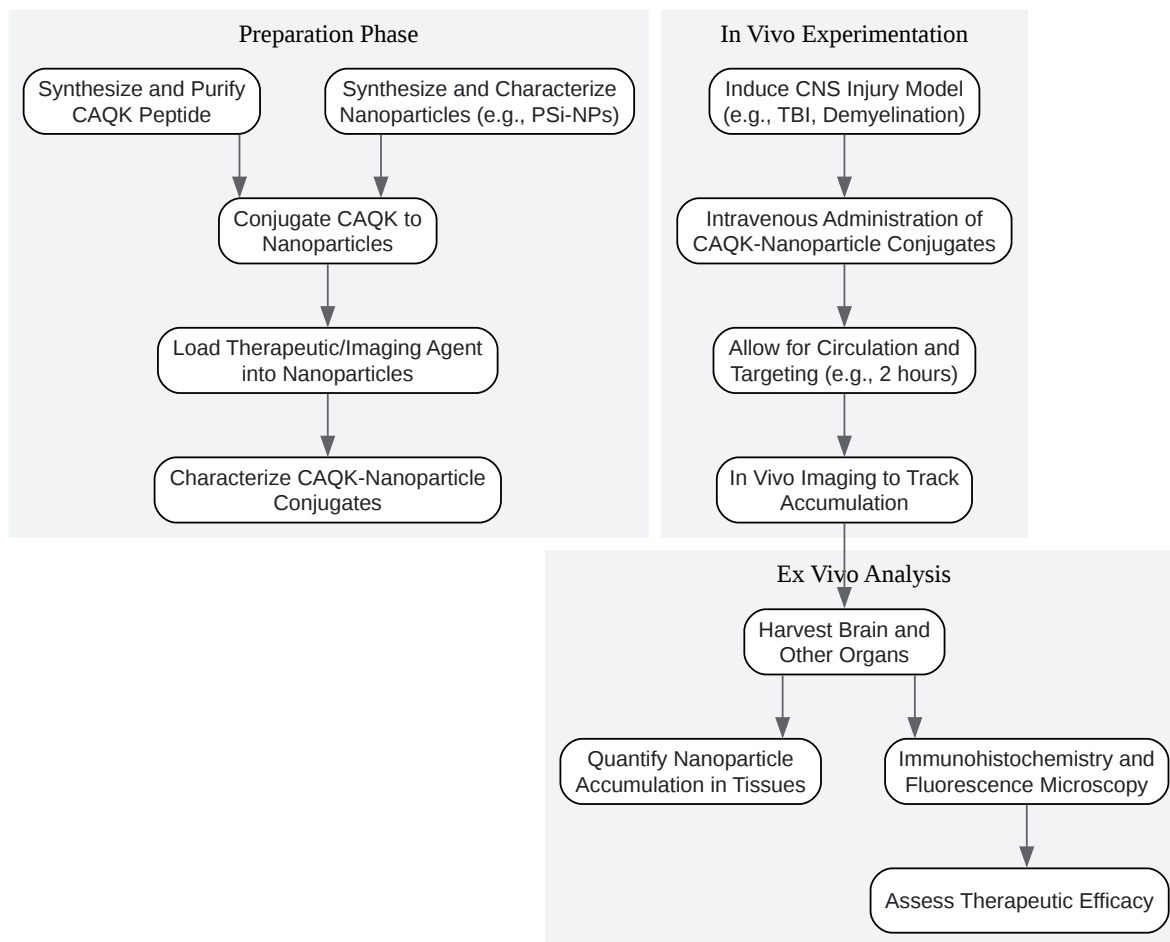 Preparation Phase
Synthesize and Purify
CAQK Peptide
Synthesize and Characterize
Nanoparticles (e.g., PSi-NPs)
Conjugate CAQK to
Nanoparticles
Load Therapeutic/Imaging Agent
into Nanoparticles
Characterize CAQK-Nanoparticle
Conjugates
In Vivo Experimentation
Induce CNS Injury Model
(e.g., TBI, Demyelination)
Intravenous Administration of
CAQK-Nanoparticle Conjugates
Allow for Circulation and
Targeting (e.g., 2 hours)
In Vivo Imaging to Track
Accumulation
Ex Vivo Analysis
Harvest Brain and
Other Organs
Quantify Nanoparticle
Accumulation in Tissues
Immunohistochemistry and
Fluorescence Microscopy
Assess Therapeutic Efficacy